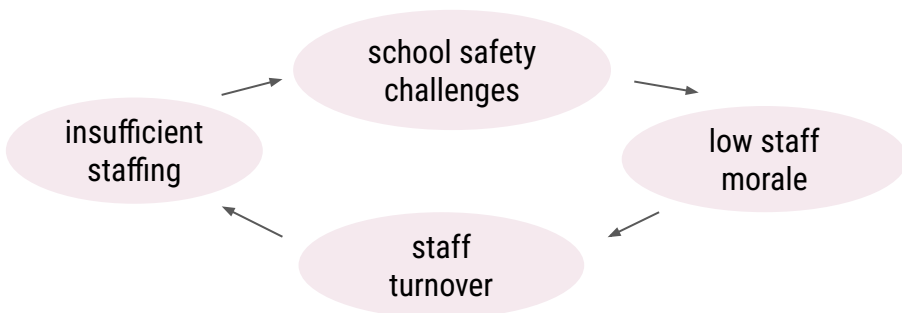 school safety
challenges
insufficient
staffing
low staff
morale
staff
turnover